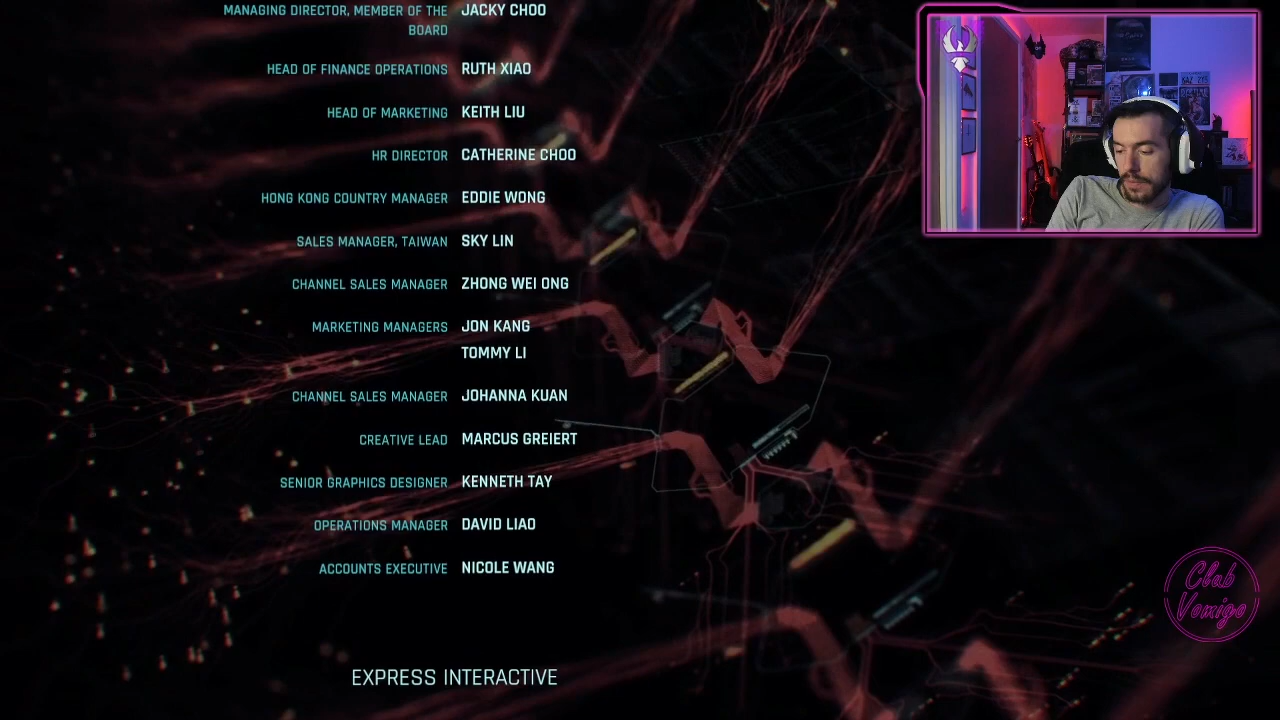 MANAGING DIRECTOR, MEMBER OF THE BOARD JACKY CHOO
HEAD OF FINANCE OPERATIONS RUTH XIAO
HEAD OF MARKETING KEITH LIU
HR DIRECTOR CATHERINE CHOO
HONG KONG COUNTRY MANAGER EDDIE WONG
SALES MANAGER, TAIWAN SKY LIN
CHANNEL SALES MANAGER ZHONG WEI ONG
MARKETING MANAGERS JON KANG
TOMMY LI
CHANNEL SALES MANAGER JOHANNA KUAN
CREATIVE LEAD MARCUS GREIERT
SENIOR GRAPHICS DESIGNER KENNETH TAY
OPERATIONS MANAGER DAVID LIAO
ACCOUNTS EXECUTIVE NICOLE WANG
EXPRESS INTERACTIVE
Club
Vomigo